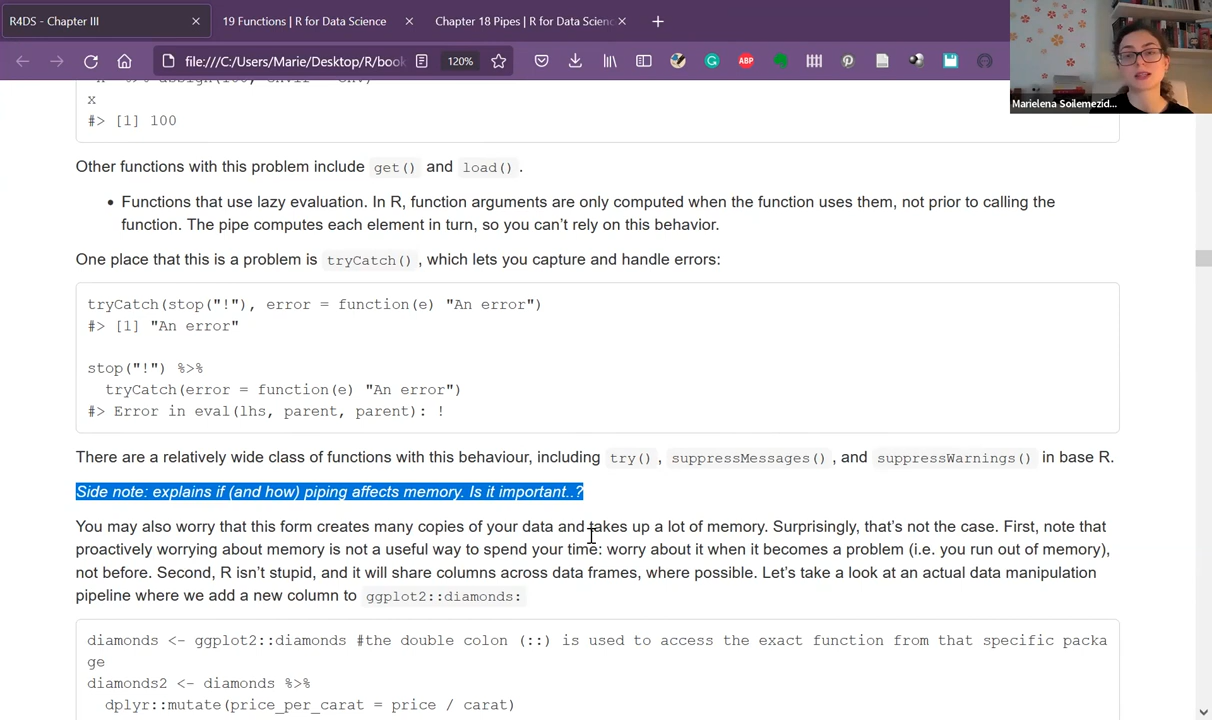 R4DS - Chapter III
19 Functions | R for Data Science
Chapter 18 Pipes | R for Data Scienc
file:///C:/Users/Marie/Desktop/R/book
120%
ABP
Marielena Soilemezid...
x
#> [1] 100
Other functions with this problem include get() and load().
• Functions that use lazy evaluation. In R, function arguments are only computed when the function uses them, not prior to calling the
function. The pipe computes each element in turn, so you can't rely on this behavior.
One place that this is a problem is tryCatch(), which lets you capture and handle errors:
tryCatch(stop("!"), error = function(e) "An error")
#> [1] "An error"
stop("!") %>%
tryCatch(error = function(e) "An error")
#> Error in eval(lhs, parent, parent): !
There are a relatively wide class of functions with this behaviour, including try(), suppressMessages(), and suppressWarnings() in base R.
Side note: explains if (and how) piping affects memory. Is it important..?
You may also worry that this form creates many copies of your data and takes up a lot of memory. Surprisingly, that's not the case. First, note that
proactively worrying about memory is not a useful way to spend your time: worry about it when it becomes a problem (i.e. you run out of memory),
not before. Second, R isn't stupid, and it will share columns across data frames, where possible. Let's take a look at an actual data manipulation
pipeline where we add a new column to ggplot2::diamonds:
diamonds <- ggplot2::diamonds #the double colon (::) is used to access the exact function from that specific packa
ge
diamonds2 <- diamonds %>%
dplyr::mutate(price_per_carat = price / carat)